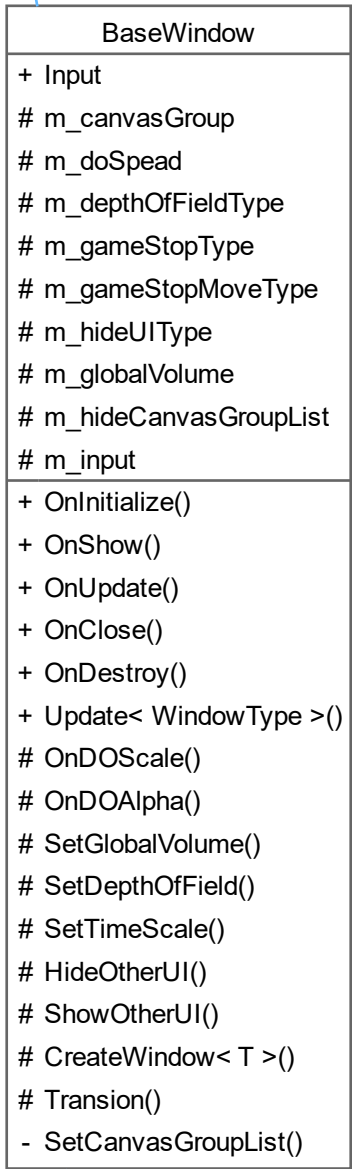 BaseWindow
+ Input
# m_canvasGroup
# m_doSpead
# m_depthOfFieldType
# m_gameStopType
# m_gameStopMoveType
# m_hideUIType
# m_globalVolume
# m_hideCanvasGroupList
# m_input
+ OnInitialize()
+ OnShow()
+ OnUpdate()
+ OnClose()
+ OnDestroy()
+ Update< WindowType >()
# OnDOScale()
# OnDOAlpha()
# SetGlobalVolume()
# SetDepthOfField()
# SetTimeScale()
# HideOtherUI()
# ShowOtherUI()
# CreateWindow< T >()
# Transion()
- SetCanvasGroupList()